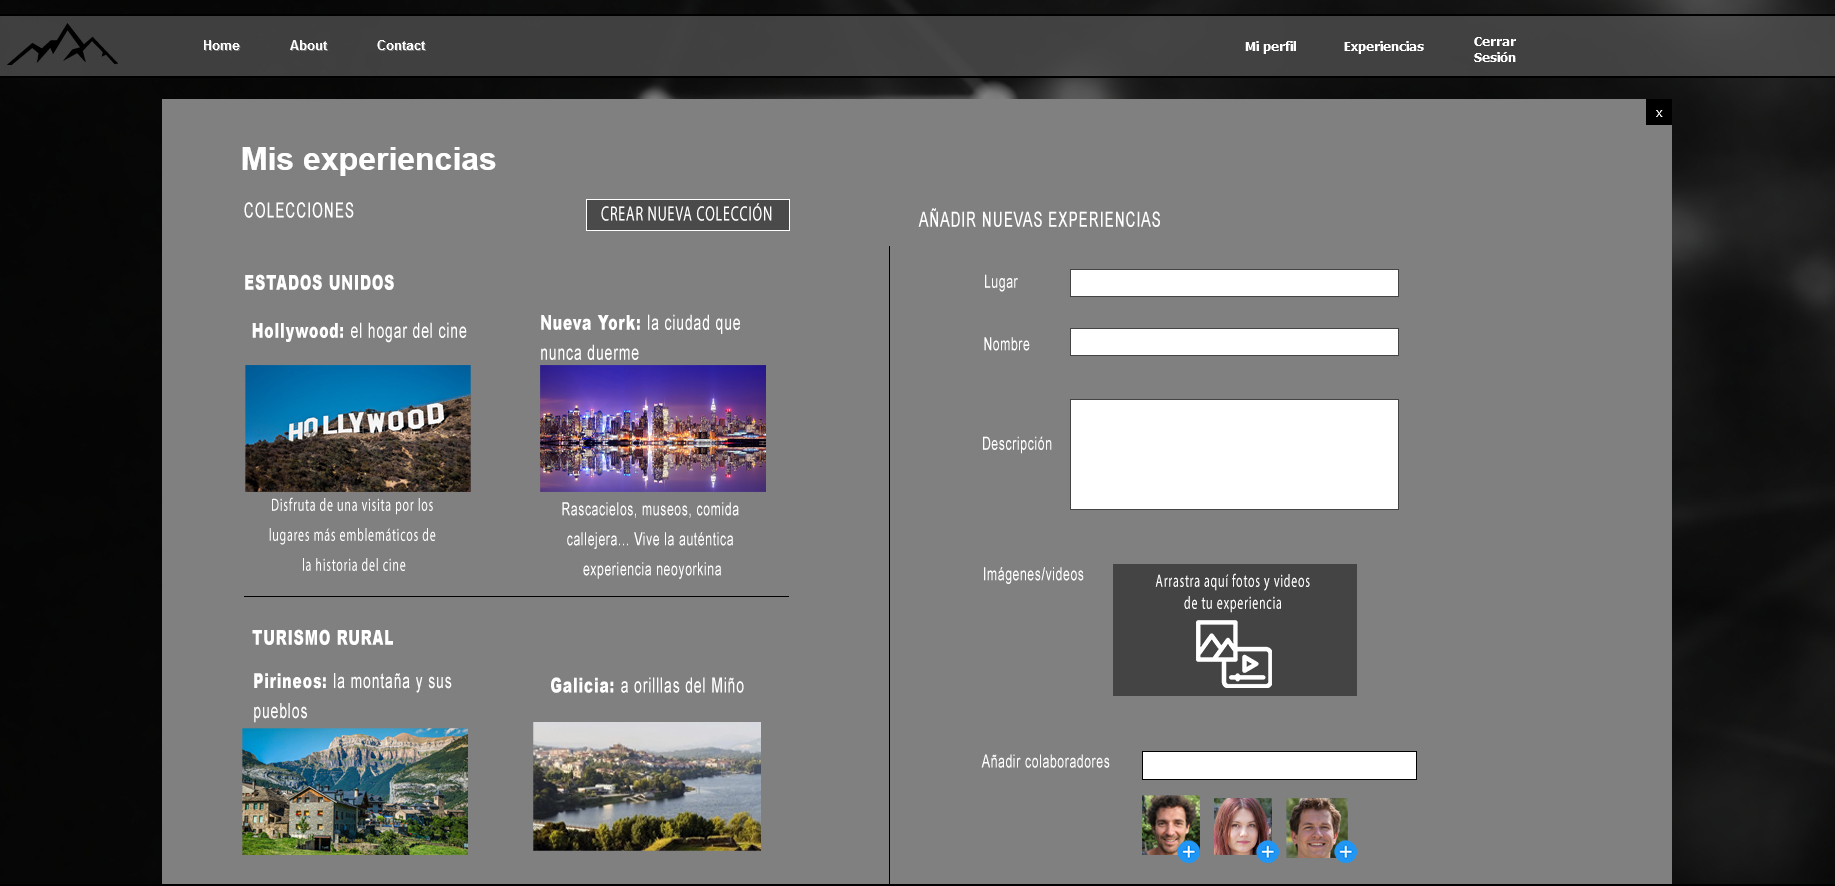 Home
About
Contact
Mi perfil
Experiencias
Cerrar
Sesión
x
Mis experiencias
COLECCIONES
CREAR NUEVA COLECCIÓN
ESTADOS UNIDOS
Hollywood: el hogar del cine
HOLLYWOOD
Disfruta de una visita por los
lugares más emblemáticos de
la historia del cine
Nueva York: la ciudad que
nunca duerme
Rascacielos, museos, comida
callejera... Vive la auténtica
experiencia neoyorkina
TURISMO RURAL
Pirineos: la montaña y sus
pueblos
Galicia: a orilllas del Miño
AÑADIR NUEVAS EXPERIENCIAS
Lugar
Nombre
Descripción
Imágenes/videos
Arrastra aquí fotos y videos
de tu experiencia
Añadir colaboradores